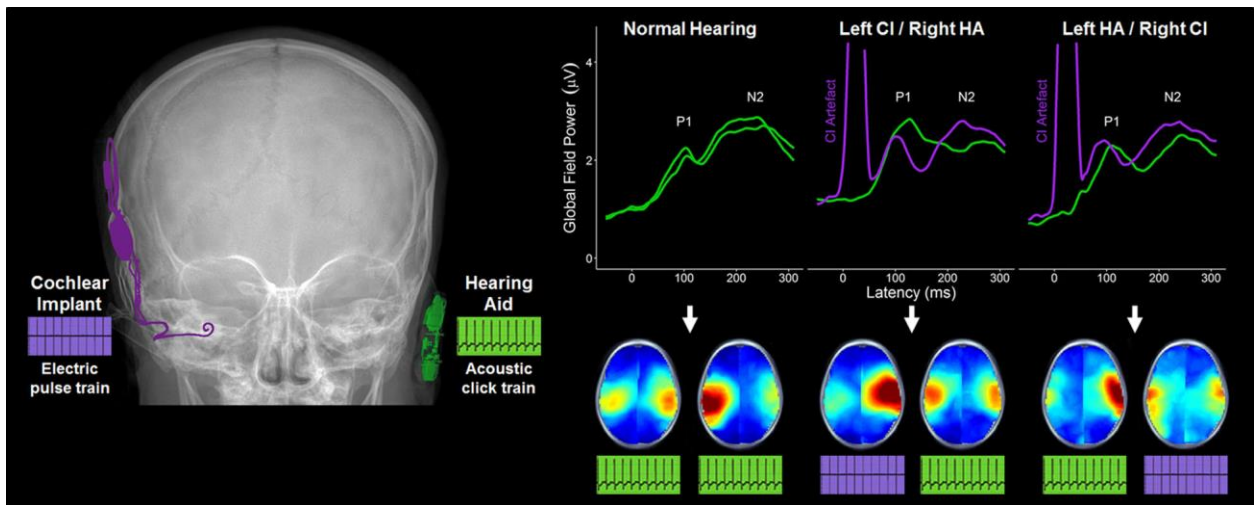 Cochlear
Implant
Electric
pulse train
Hearing
Aid
Acoustic
click train
Normal Hearing
Left CI / Right HA
Left HA / Right CI
Global Field Power (μV)
4
2
0
P1
N2
CI Artefact
P1
N2
CI Artefact
P1
N2
0 100 200 300
0 100 200 300
0 100 200 300
Latency (ms)